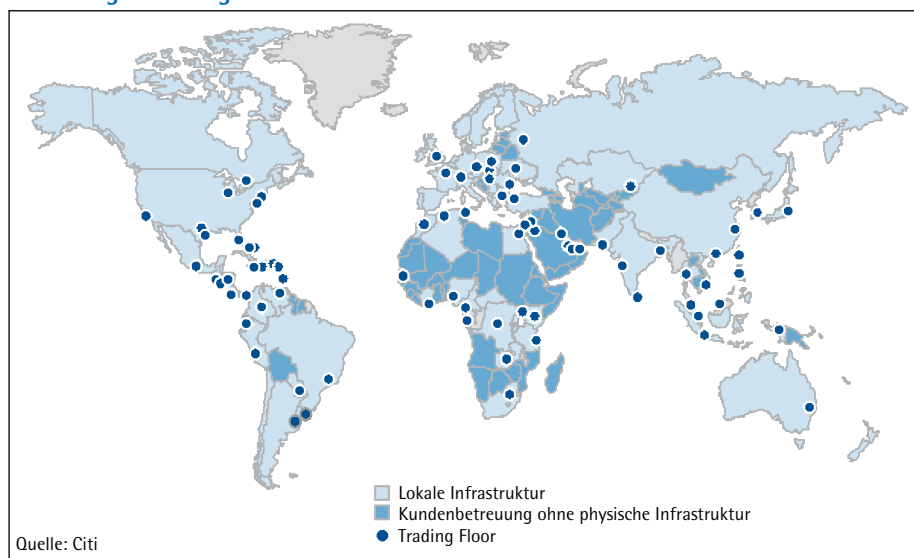 Lokale Infrastruktur
Kundenbetreuung ohne physische Infrastruktur
Trading Floor
Quelle: Citi